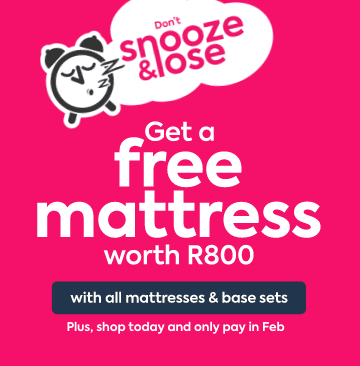 Don't
snooze
&lose
zzz
Get a
free
mattress
worth R800
with all mattresses & base sets
Plus, shop today and only pay in Feb